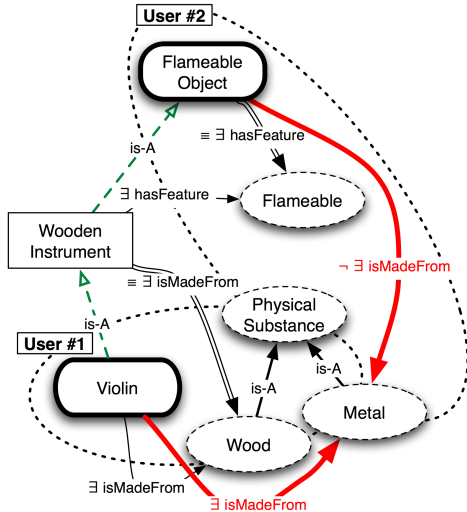 User #2
Flameable
Object
≡ ∃ hasFeature
is-A
∃ hasFeature
Flameable
Wooden
Instrument
¬ ∃ isMadeFrom
≡ ∃ isMadeFrom
Physical
Substance
is-A
User #1
is-A
is-A
Violin
Metal
Wood
∃ isMadeFrom
∃ isMadeFrom